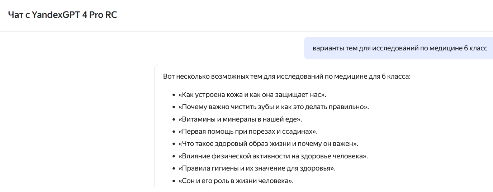 Чат с YandexGPT 4 Pro RC
варианты тем для исследований по медицине 6 класс
Вот несколько возможных тем для исследований по медицине для 6 класса:
• «Как устроена кожа и как она защищает нас».
• «Почему важно чистить зубы и как это делать правильно».
• «Витамины и минералы в нашей еде».
• «Первая помощь при порезах и ссадинах».
• «Что такое здоровый образ жизни и почему он важен».
• «Влияние физической активности на здоровье человека».
• «Правила гигиены и их значение для здоровья».
• «Сон и его роль в жизни человека».